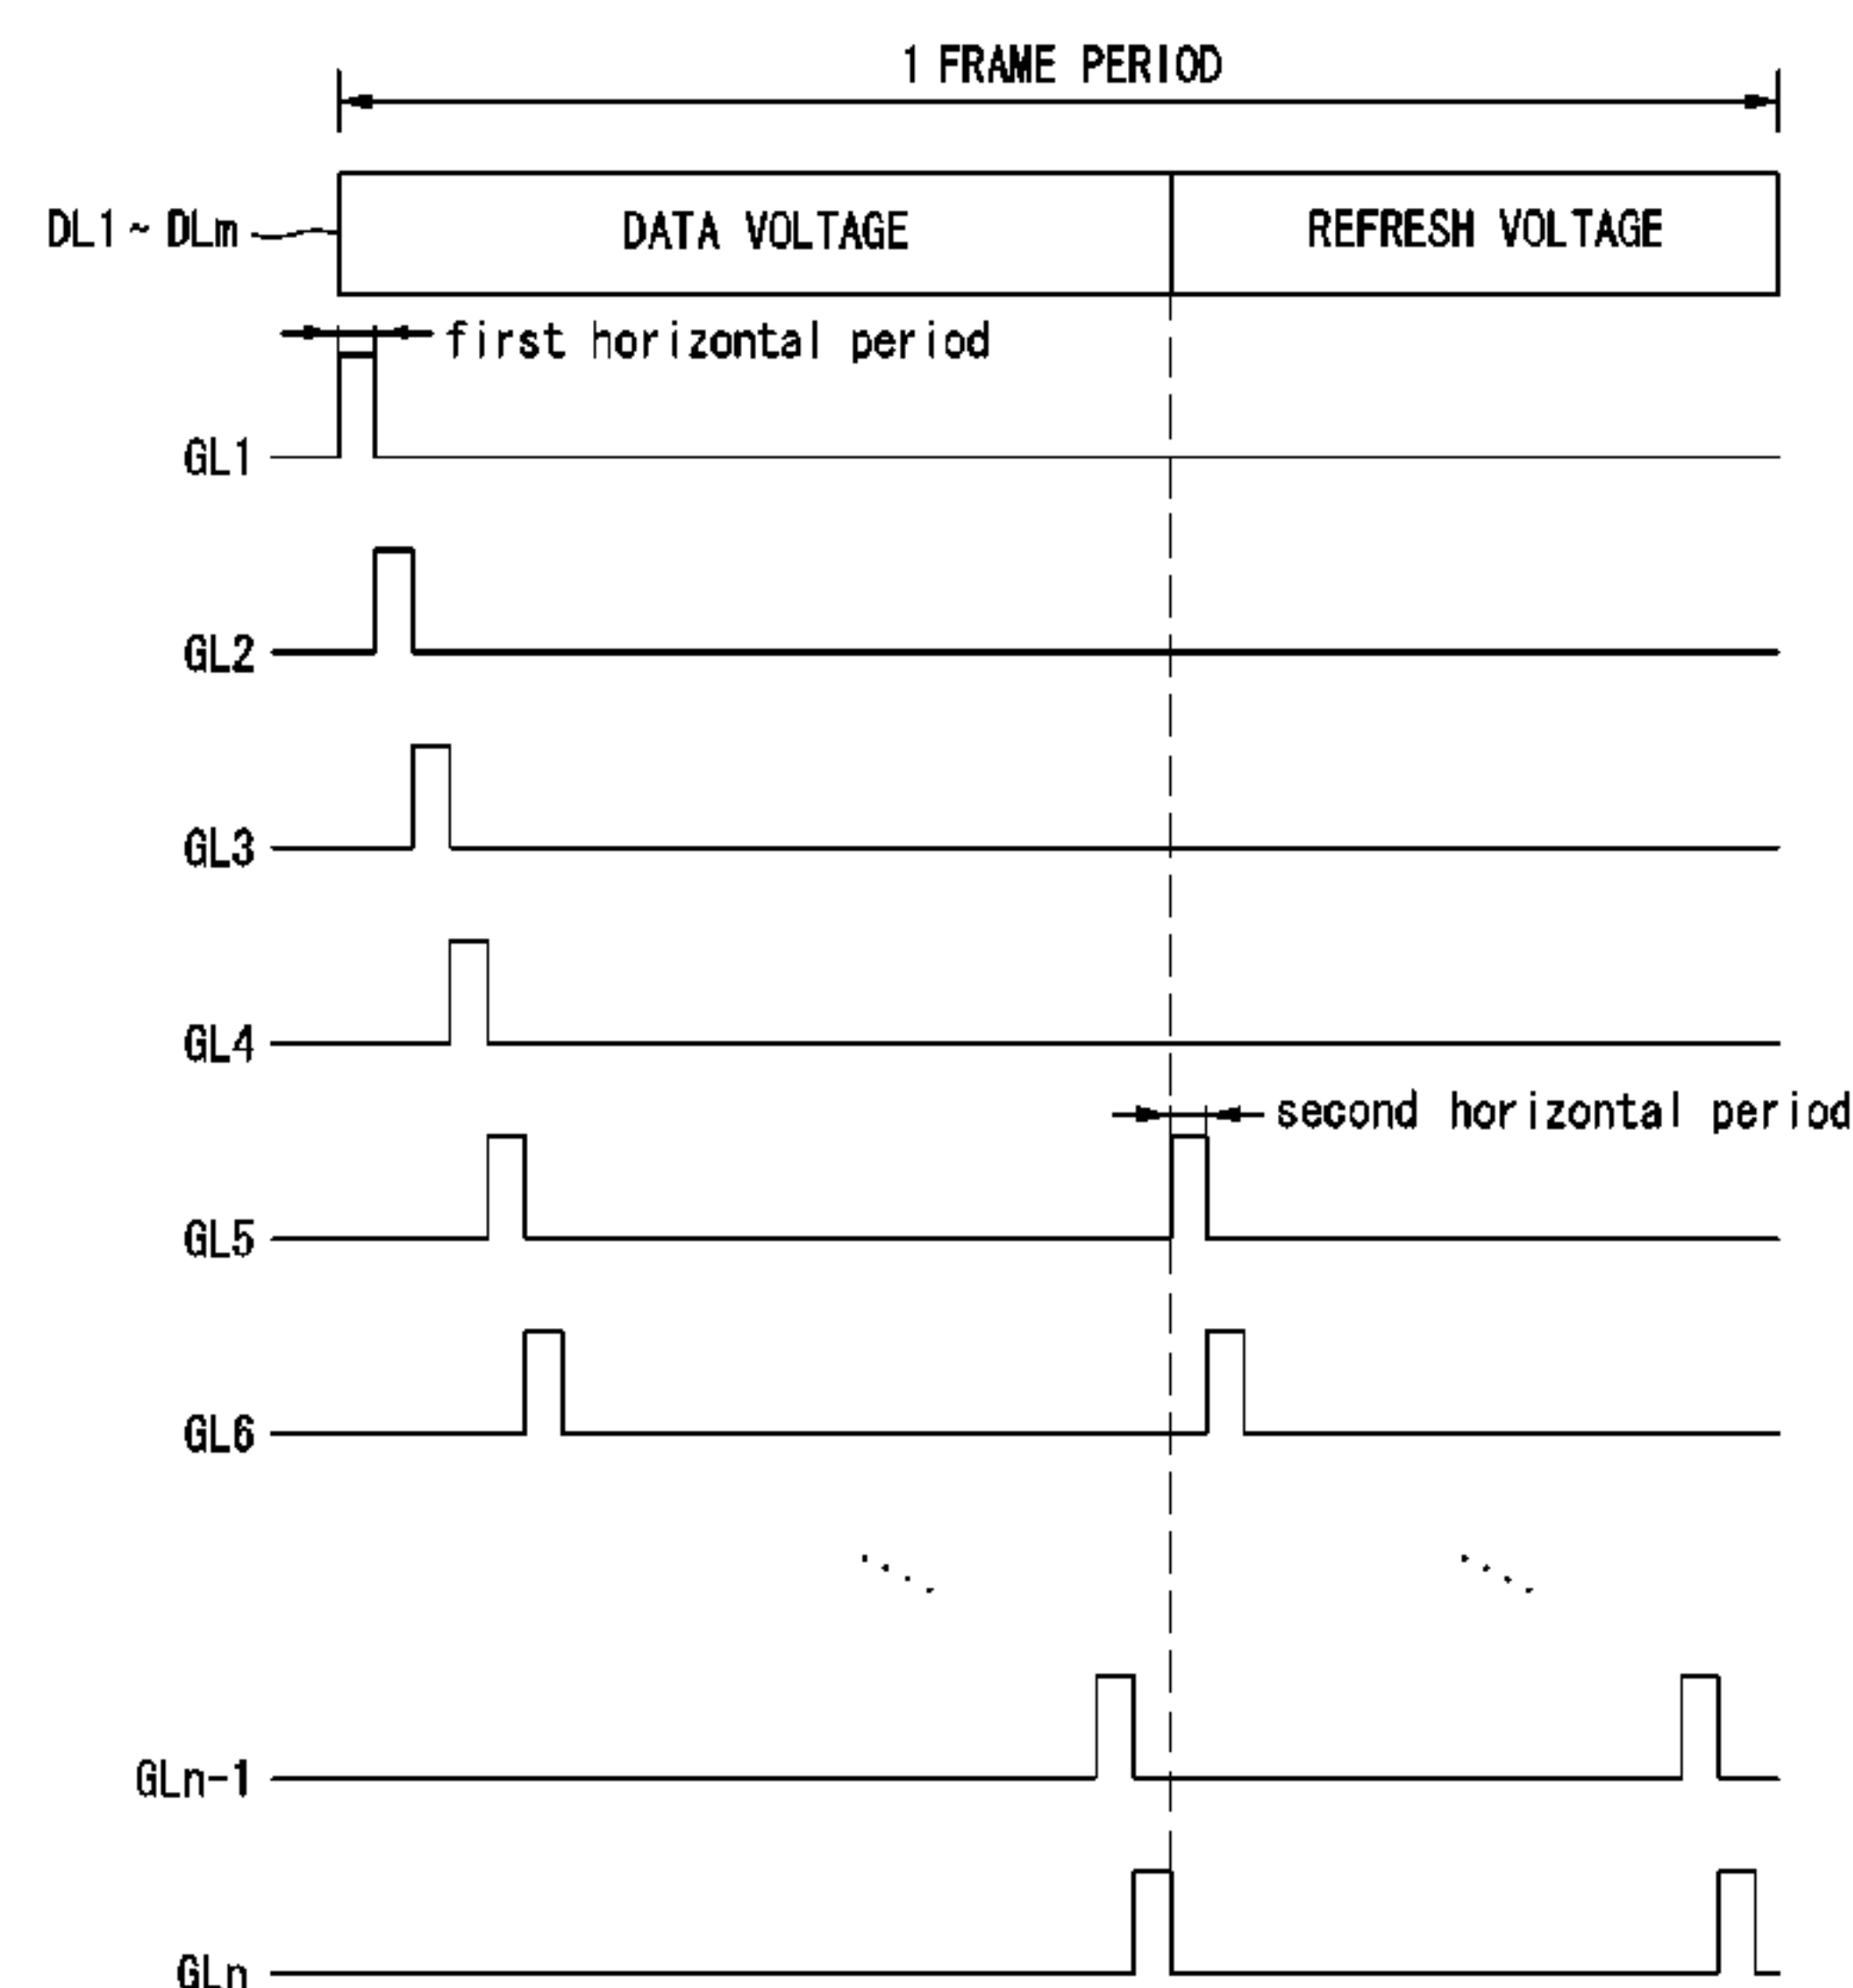 1 FRAME PERIOD
DL1~DLm
DATA VOLTAGE
REFRESH VOLTAGE
first horizontal period
GL1
GL2
GL3
GL4
second horizontal period
GL5
GL6
GLn-1
GLn